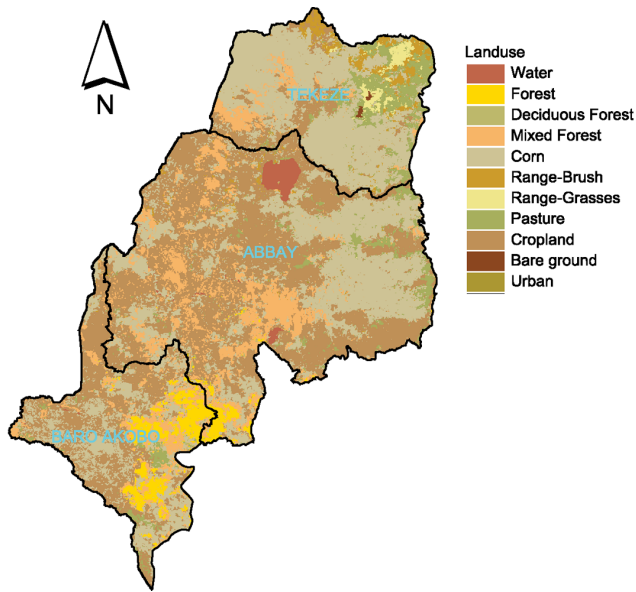 N
TEKEZE
ABBAY
BARO AKOBO
Landuse
Water
Forest
Deciduous Forest
Mixed Forest
Corn
Range-Brush
Range-Grasses
Pasture
Cropland
Bare ground
Urban